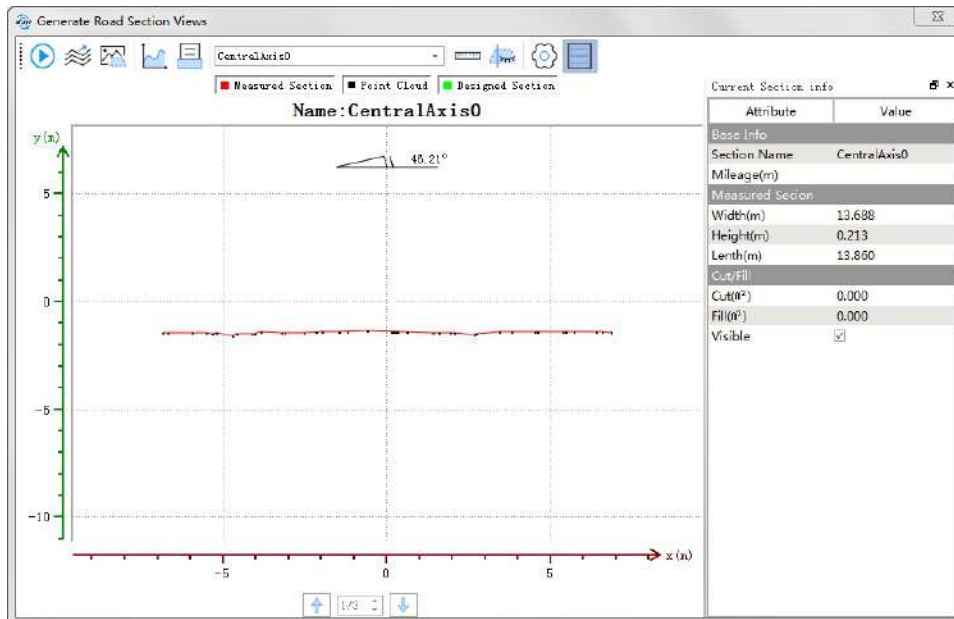 Generate Road Section Views
CentralAxis0
Measured Section Point Cloud Designed Section
Name:CentralAxis0
y(m)
46.21°
5
0
-5
-10
-5 0 5
x(m)
1/3
Current Section info
Attribute Value
Base Info
Section Name CentralAxis0
Mileage(m)
Measured Secion
Width(m) 13.688
Height(m) 0.213
Lenth(m) 13.860
Cut/Fill
Cut(m²) 0.000
Fill(m²) 0.000
Visible